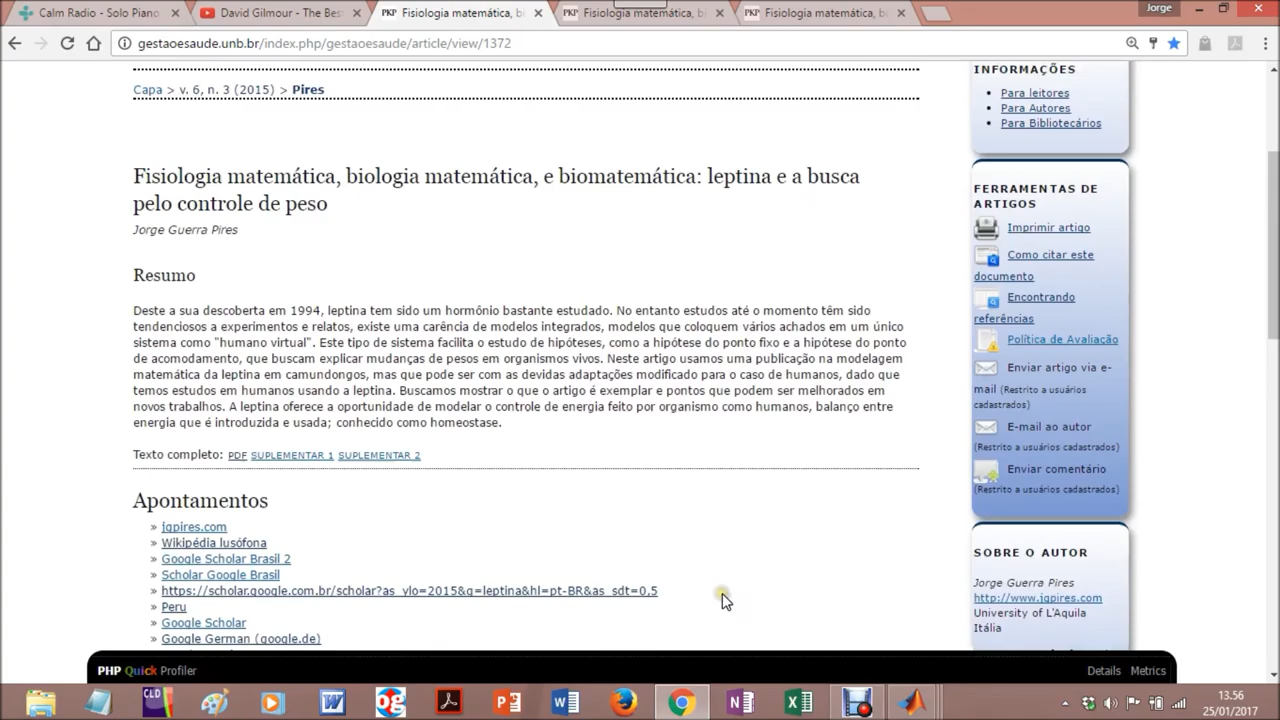 Calm Radio - Solo Piano
David Gilmour - The Bes
Fisiologia matemática, b
Fisiologia matemática, b
Fisiologia matemática, b
Jorge
gestaoesaude.unb.br/index.php/gestaoesaude/article/view/1372
Capa > v. 6, n. 3 (2015) > Pires
Fisiologia matemática, biologia matemática, e biomatemática: leptina e a busca
pelo controle de peso
Jorge Guerra Pires
Resumo
Deste a sua descoberta em 1994, leptina tem sido um hormônio bastante estudado. No entanto estudos até o momento têm sido
tendenciosos a experimentos e relatos, existe uma carência de modelos integrados, modelos que coloquem vários achados em um único
sistema como "humano virtual". Este tipo de sistema facilita o estudo de hipóteses, como a hipótese do ponto fixo e a hipótese do ponto
de acomodamento, que buscam explicar mudanças de pesos em organismos vivos. Neste artigo usamos uma publicação na modelagem
matemática da leptina em camundongos, mas que pode ser com as devidas adaptações modificado para o caso de humanos, dado que
temos estudos em humanos usando a leptina. Buscamos mostrar o que o artigo é exemplar e pontos que podem ser melhorados em
novos trabalhos. A leptina oferece a oportunidade de modelar o controle de energia feito por organismo como humanos, balanço entre
energia que é introduzida e usada; conhecido como homeostase.
Texto completo: PDF SUPLEMENTAR 1 SUPLEMENTAR 2
Apontamentos
» jgpires.com
» Wikipédia lusófona
» Google Scholar Brasil 2
» Scholar Google Brasil
» https://scholar.google.com.br/scholar?as_ylo=2015&q=leptina&hl=pt-BR&as_sdt=0,5
» Peru
» Google Scholar
» Google German (google.de)
INFORMAÇÕES
Para leitores
Para Autores
Para Bibliotecários
FERRAMENTAS DE
ARTIGOS
Imprimir artigo
Como citar este
documento
Encontrando
referências
Política de Avaliação
Enviar artigo via e-
mail (Restrito a usuários
cadastrados)
E-mail ao autor
(Restrito a usuários cadastrados)
Enviar comentário
(Restrito a usuários cadastrados)
SOBRE O AUTOR
Jorge Guerra Pires
http://www.jgpires.com
University of L'Aquila
Itália
PHP Quick Profiler
Details Metrics
13.56
25/01/2017